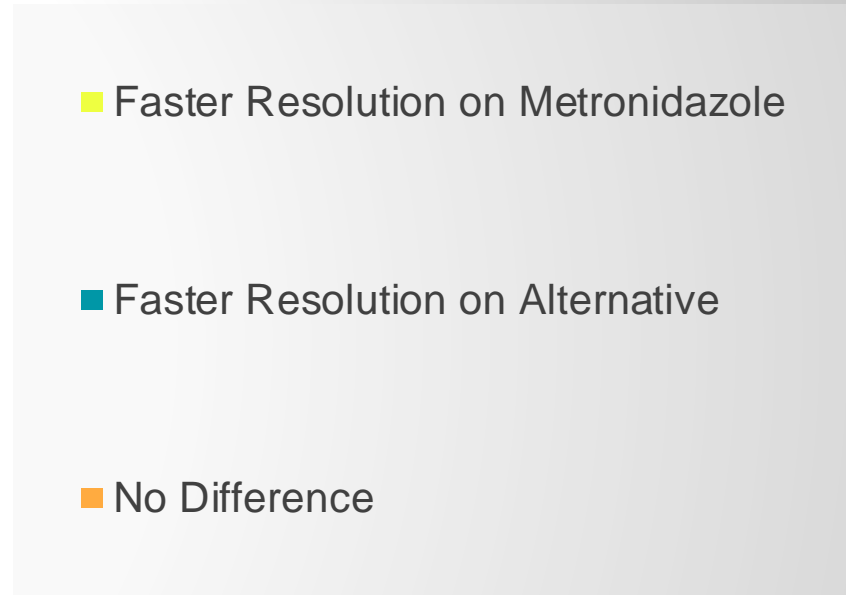 Faster Resolution on Metronidazole
Faster Resolution on Alternative
No Difference